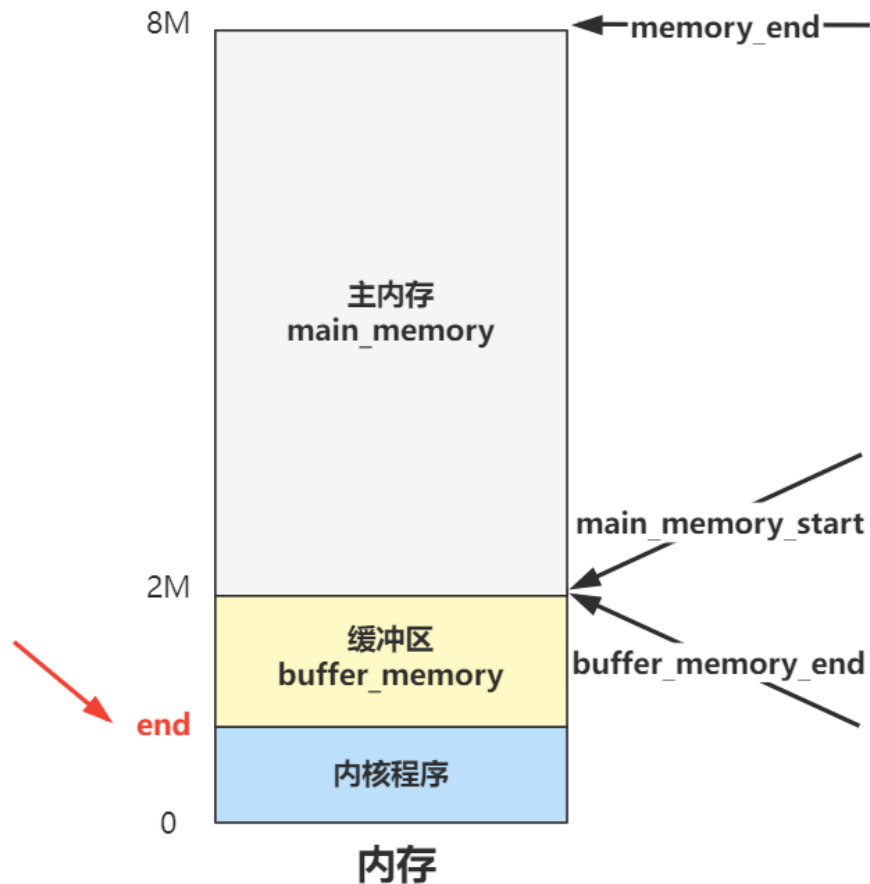 8M
memory_end
主内存
main_memory
main_memory_start
2M
缓冲区
buffer_memory
buffer_memory_end
end
内核程序
0
内存